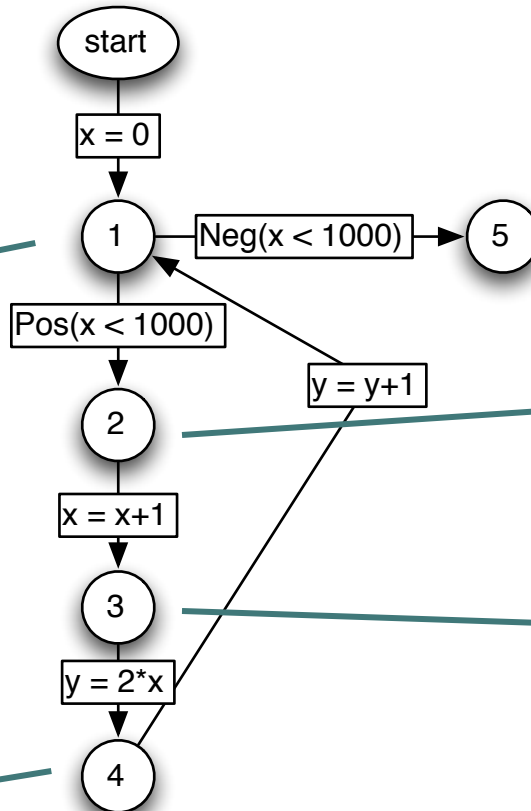 start
x = 0
1
Neg(x < 1000)
5
Pos(x < 1000)
y = y+1
2
x = x+1
3
y = 2*x
4